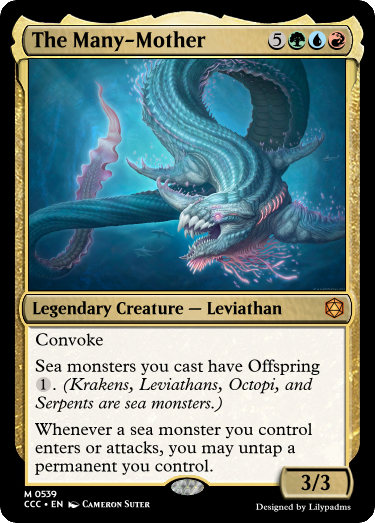 The Many-Mother 5
Legendary Creature — Leviathan
Convoke
Sea monsters you cast have Offspring
1. (Krakens, Leviathans, Octopi, and
Serpents are sea monsters.)
Whenever a sea monster you control
enters or attacks, you may untap a
permanent you control.
3/3
M 0539
CCC • EN Cameron Suter
Designed by Lilypadms